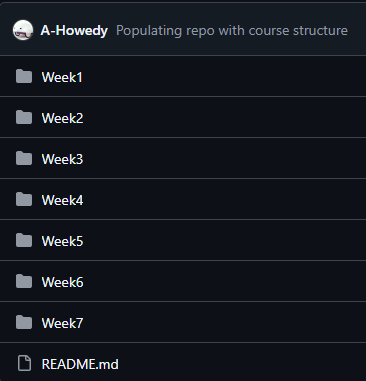 A-Howedy Populating repo with course structure
Week1
Week2
Week3
Week4
Week5
Week6
Week7
README.md